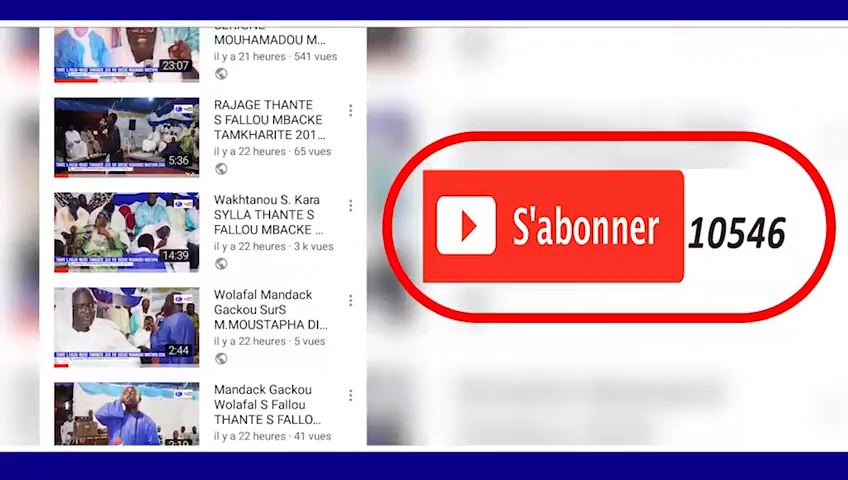 MOUHAMADOU M...
il y a 21 heures · 541 vues
23:07
RAJAGE THANTE
S FALLOU MBACKE
TAMKHARITE 201...
il y a 22 heures · 65 vues
5:36
Wakhtanou S. Kara
SYLLA THANTE S
FALLOU MBACKE ...
il y a 22 heures · 3 k vues
14:39
Wolafal Mandack
Gackou SurS
M.MOUSTAPHA DI...
il y a 22 heures · 5 vues
2:44
Mandack Gackou
Wolafal S Fallou
THANTE S FALLO...
il y a 22 heures · 41 vues
S'abonner
10546